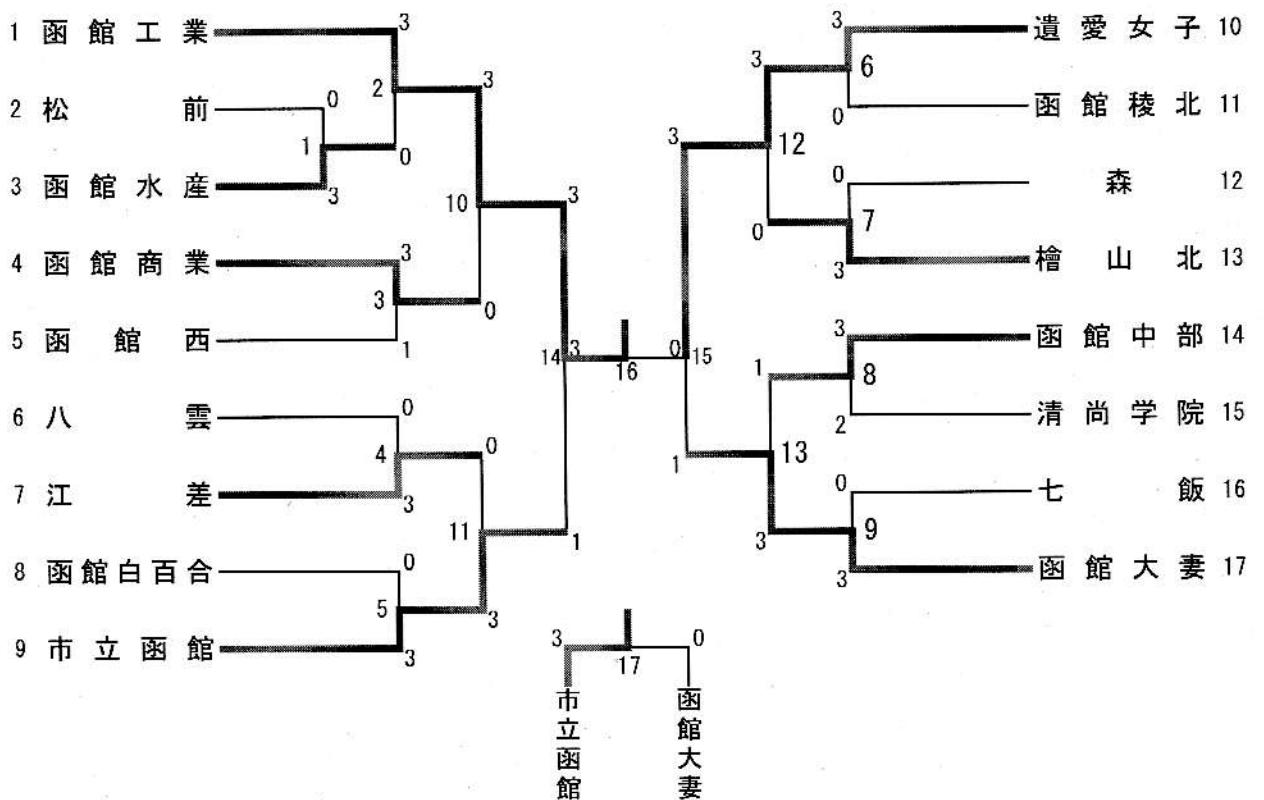 1 函館工業
3
2 松前
0
2
3
1
0
3 函館水産
3
10
3
4 函館商業
3
3
0
5 函館西
1
14
3
16
6 八雲
0
4
0
7 江差
3
11
1
8 函館白百合
0
5
3
9 市立函館
3
3
遺愛女子 10
3
6
0
函館稜北 11
3
12
0
森 12
0
7
3
檜山北 13
3
0
15
3
函館中部 14
1
8
2
清尚学院 15
1
13
0
七飯 16
3
9
3
函館大妻 17
3
0
17
市立函館
函館大妻